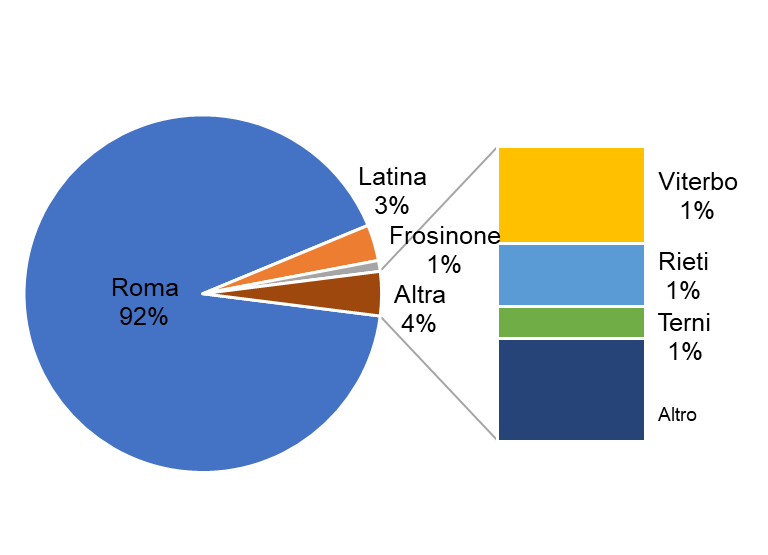 Roma
92%
Latina
3%
Frosinone
1%
Altra
4%
Viterbo
1%
Rieti
1%
Terni
1%
Altro